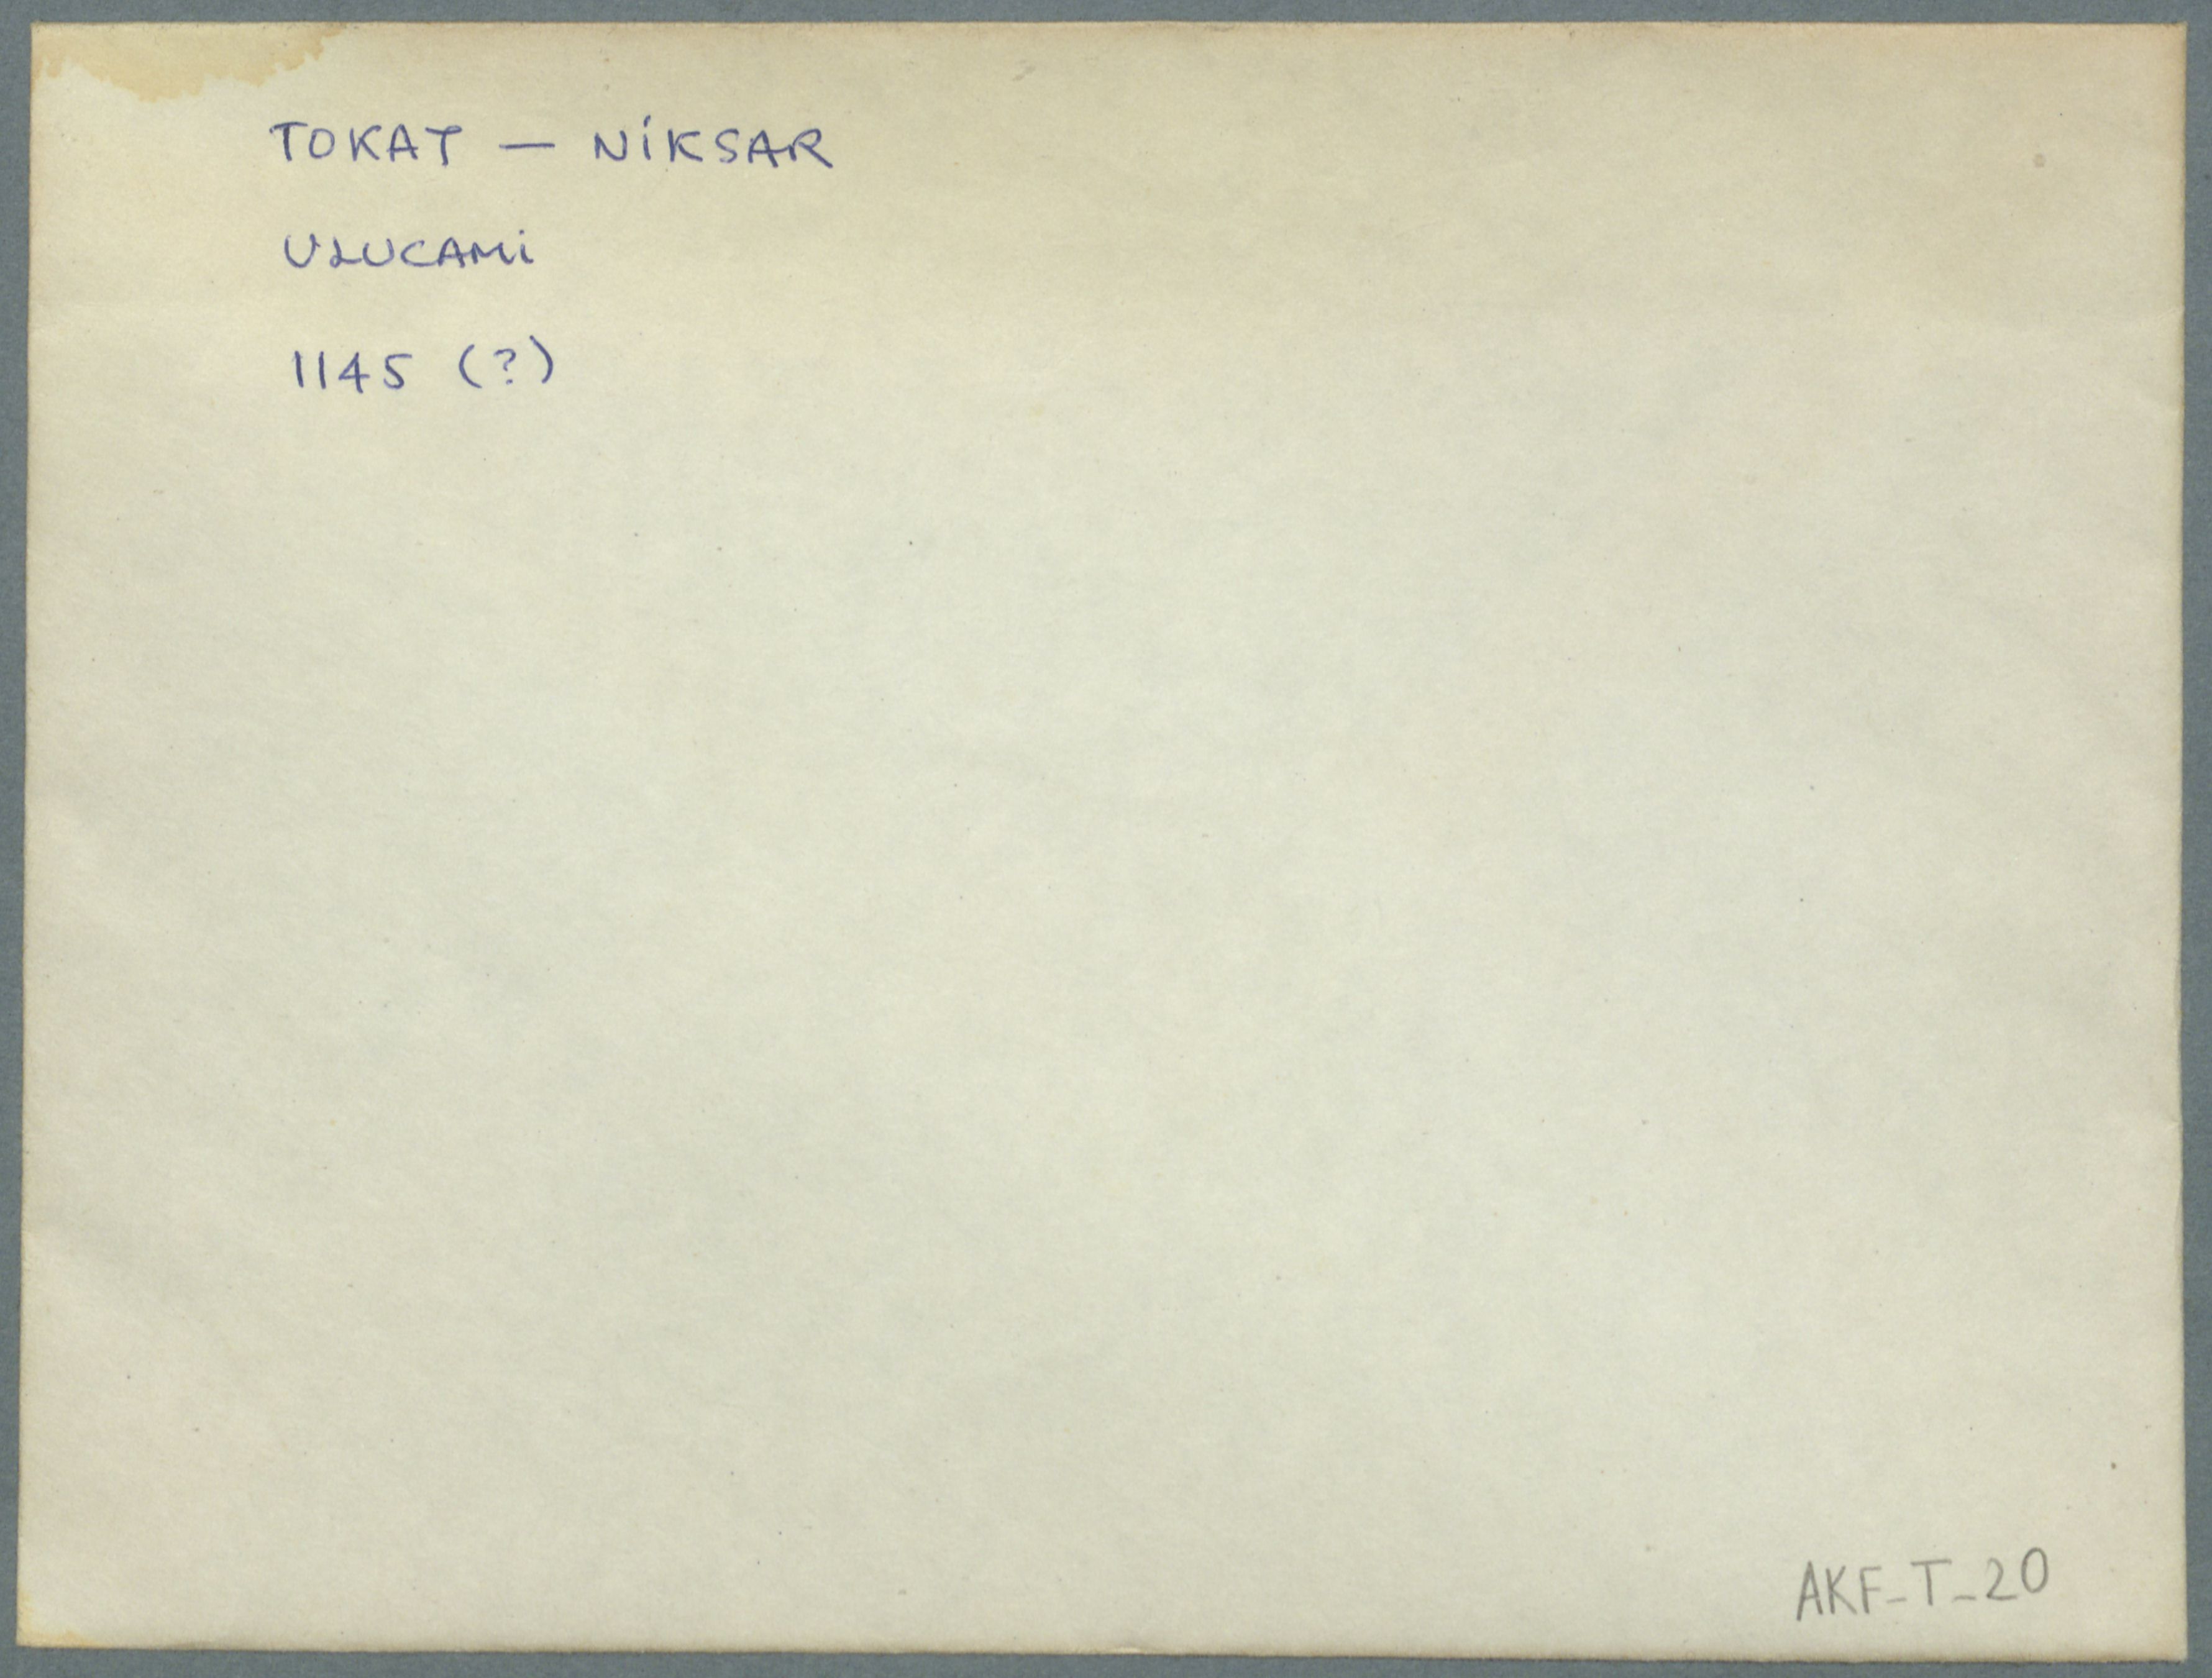 TOKAT — NİKSAR
ULUCAMİ
1145 (?)
AKF_T_20